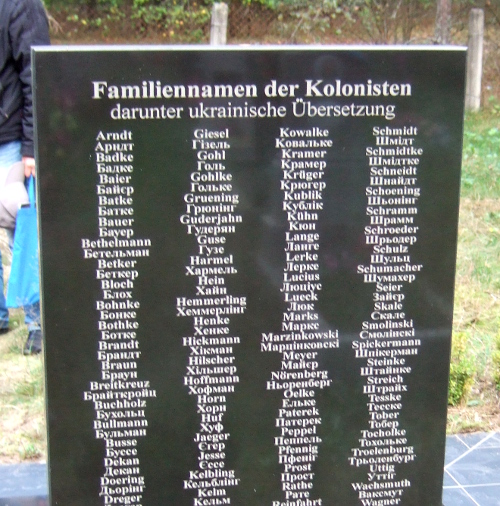 Familiennamen der Kolonisten
darunter ukrainische Übersetzung
Arndt
Арндт
Badke
Бадке
Baier
Байєр
Batke
Батке
Bauer
Бауер
Bethelmann
Бетельман
Betker
Беткер
Bloch
Блох
Bohnke
Бонке
Bothke
Ботке
Brandt
Брандт
Braun
Браун
Breitkreuz
Брайткройц
Buchholz
Бухольц
Bullmann
Бульман
Busse
Буссе
Dekan
Декан
Doering
Дьорінг
Dreger
Giesel
Гізель
Gohl
Голь
Gohlke
Гольке
Gruening
Грюнінг
Guderjahn
Гудерян
Guse
Гузе
Harmel
Хармель
Hein
Хайн
Hemmerling
Хеммерлінг
Henke
Хенке
Hickmann
Хікман
Hilscher
Хільшер
Hoffmann
Хофман
Horn
Хорн
Huf
Хуф
Jaeger
Єгер
Jesse
Єссе
Kelbling
Кельблінг
Kelm
Кельм
Kowalke
Ковальке
Kramer
Крамер
Krüger
Крюгер
Kublik
Кублік
Kühn
Кюн
Lange
Ланге
Lerke
Лерке
Lucius
Люціус
Lueck
Люк
Marks
Маркс
Marzinkowski
Марцінковскі
Meyer
Майєр
Nörenberg
Ньоренберг
Oelke
Ельке
Paterek
Патерек
Peppel
Пеппель
Pfennig
Пфеніг
Prost
Прост
Rathe
Рате
Reinfahrt
Schmidt
Шмідт
Schmidtke
Шмідтке
Schneidt
Шнайдт
Schoening
Шьонінг
Schramm
Шрамм
Schroeder
Шрьодер
Schulz
Шульц
Schumacher
Шумахер
Seier
Зайєр
Skale
Скале
Smolinski
Смолінскі
Spickermann
Шпікерман
Steinke
Штайнке
Streich
Штрайх
Tesske
Тесске
Tober
Тобер
Tocholke
Тохольке
Troelenburg
Трьоленбург
Uttig
Уттіг
Wachsmuth
Ваксмут
Wagner